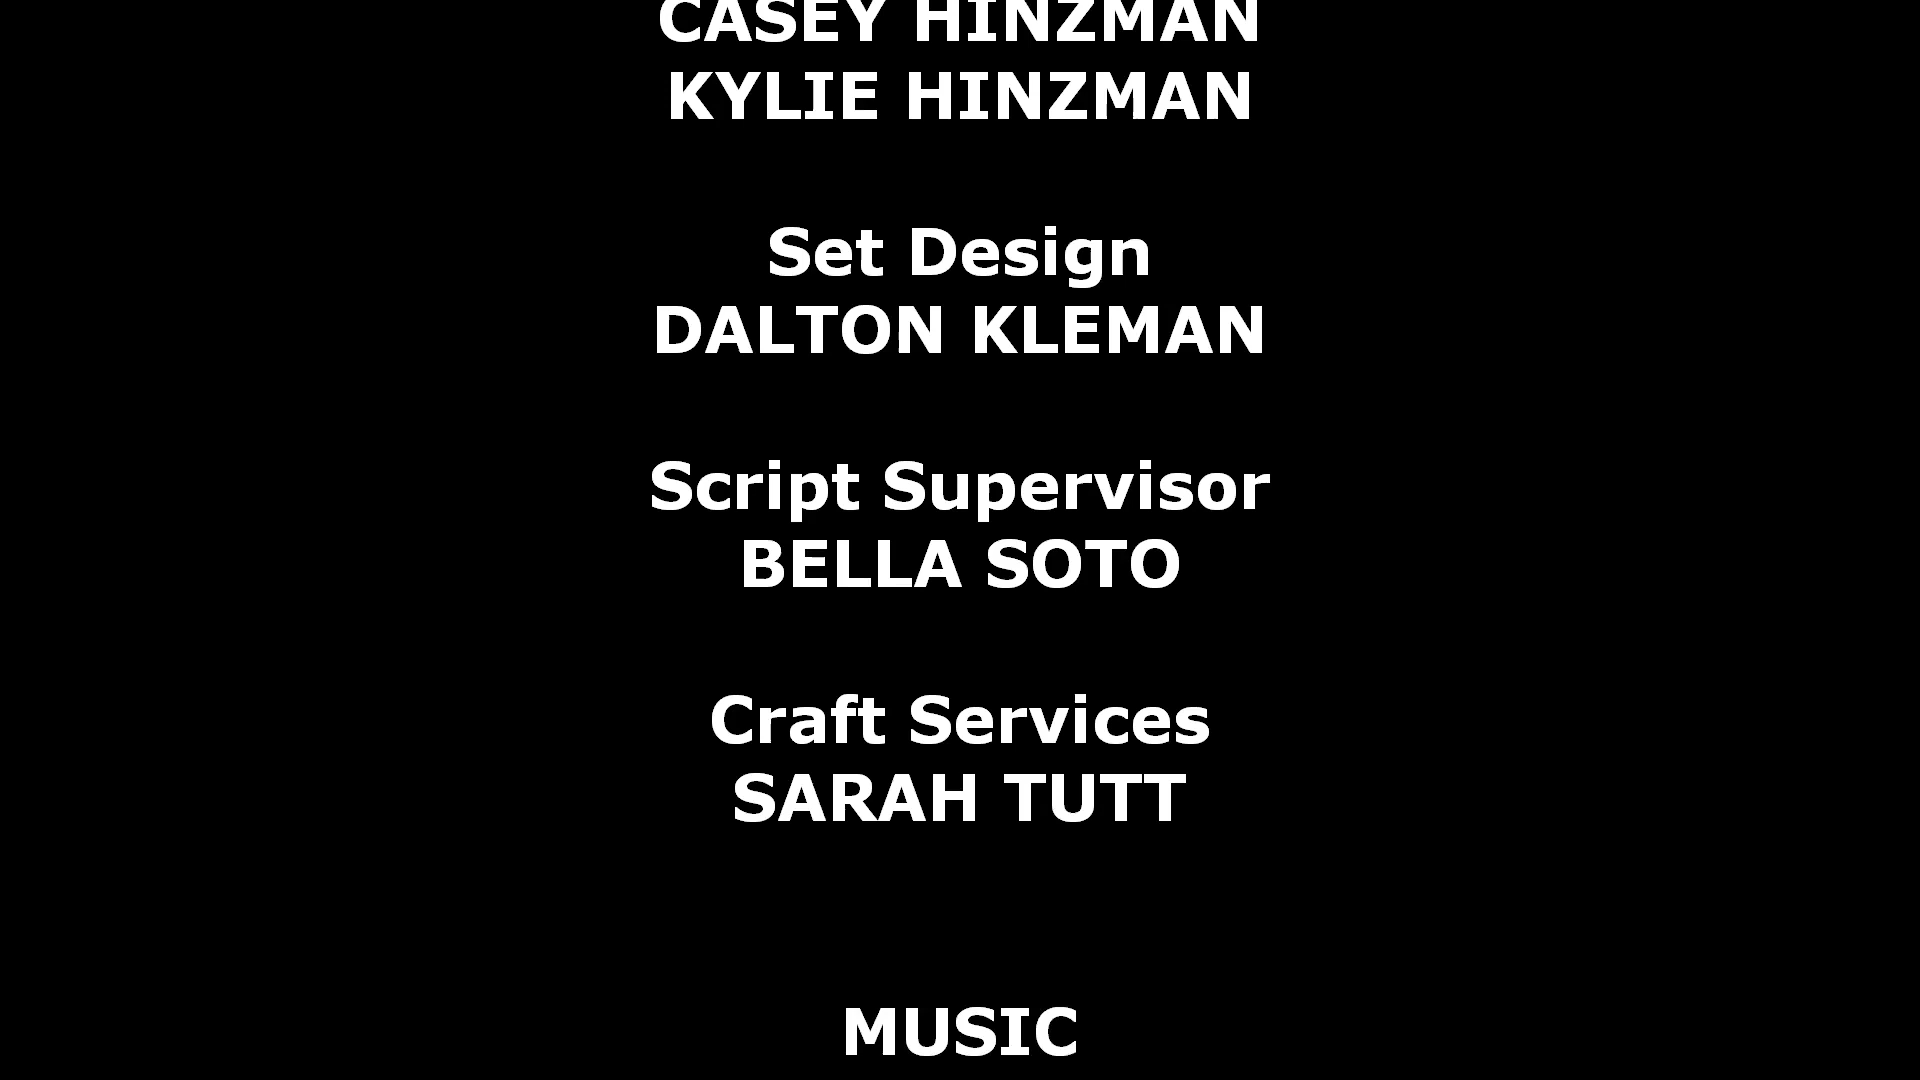 CASEY HINZMAN
KYLIE HINZMAN
Set Design
DALTON KLEMAN
Script Supervisor
BELLA SOTO
Craft Services
SARAH TUTT
MUSIC